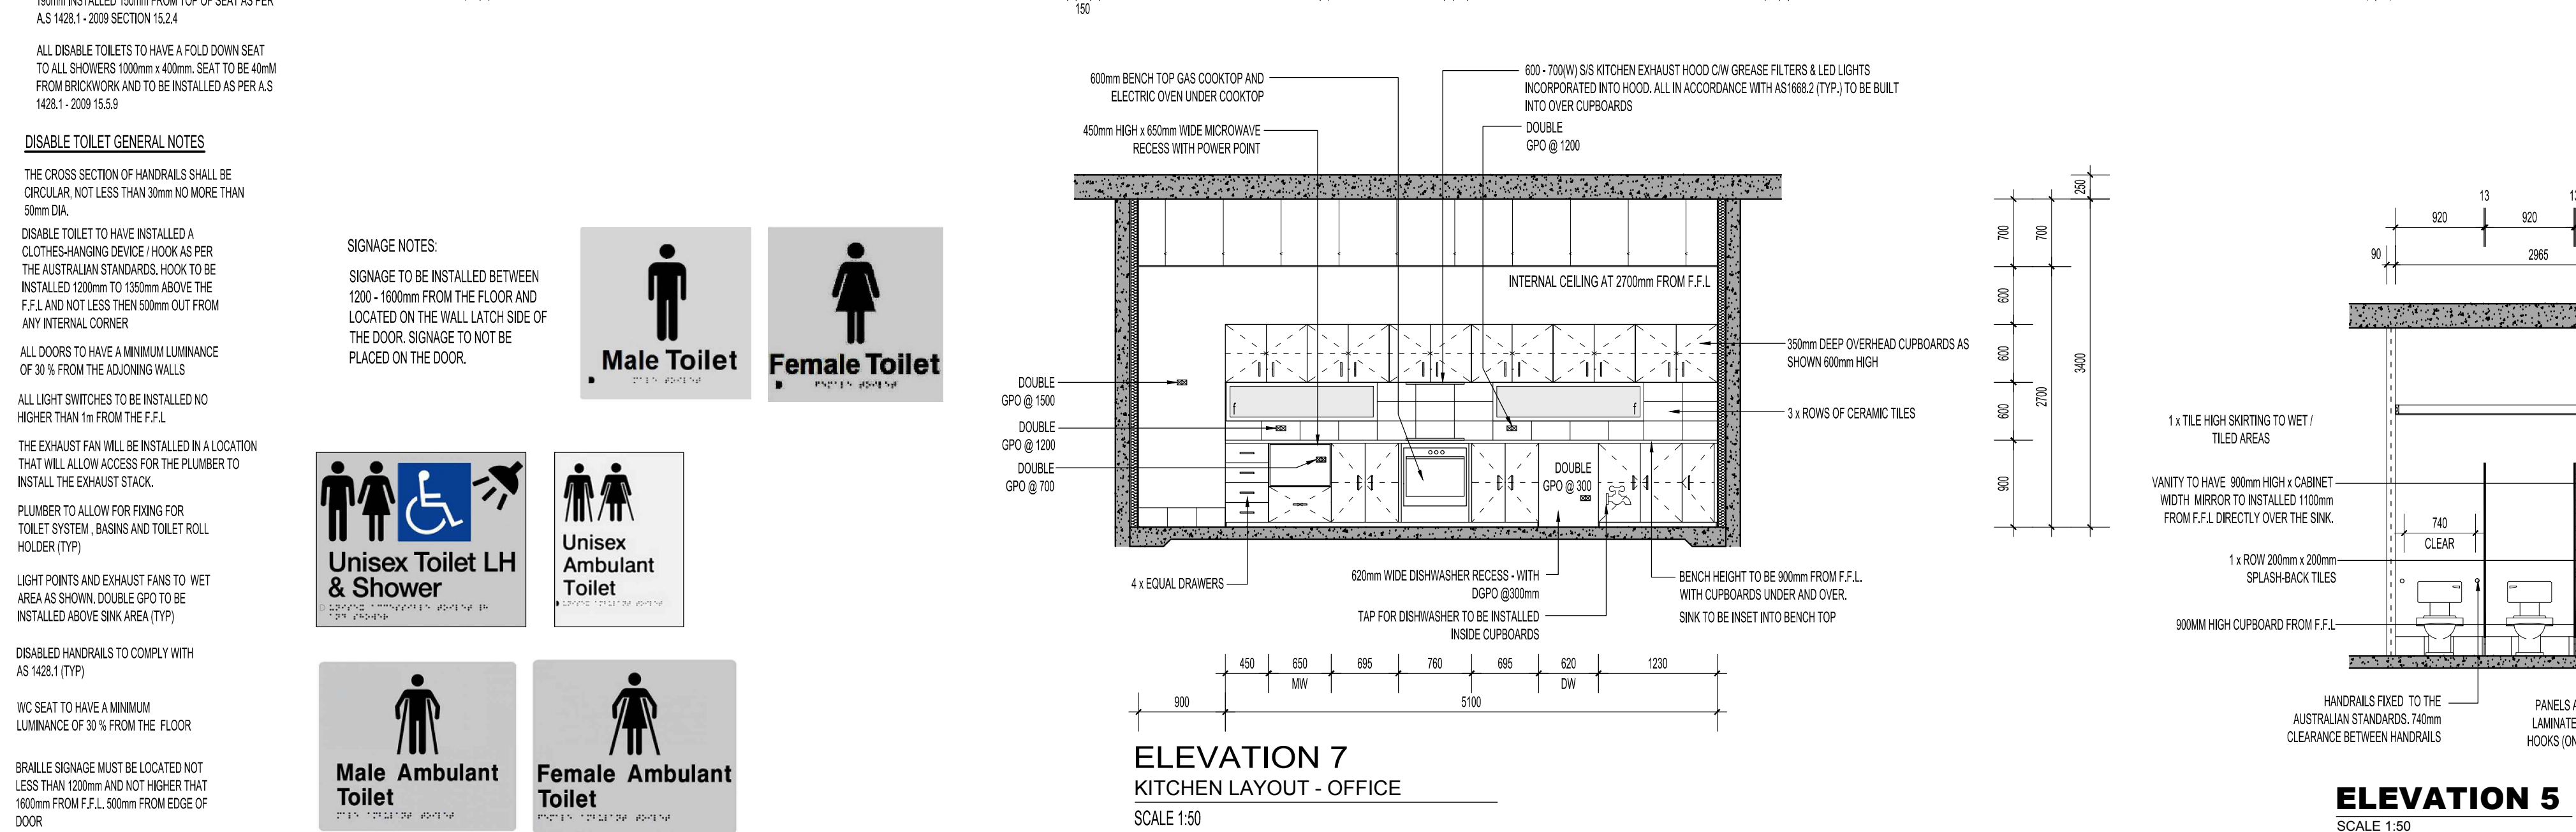 190mm INSTALLED 150mm FROM TOP OF SEAT AS PER
A.S 1428.1 - 2009 SECTION 15.2.4
ALL DISABLE TOILETS TO HAVE A FOLD DOWN SEAT
TO ALL SHOWERS 1000mm x 400mm. SEAT TO BE 40mM
FROM BRICKWORK AND TO BE INSTALLED AS PER A.S
1428.1 - 2009 15.5.9
DISABLE TOILET GENERAL NOTES
THE CROSS SECTION OF HANDRAILS SHALL BE
CIRCULAR, NOT LESS THAN 30mm NO MORE THAN
50mm DIA.
DISABLE TOILET TO HAVE INSTALLED A
CLOTHES-HANGING DEVICE / HOOK AS PER
THE AUSTRALIAN STANDARDS. HOOK TO BE
INSTALLED 1200mm TO 1350mm ABOVE THE
F.F.L AND NOT LESS THEN 500mm OUT FROM
ANY INTERNAL CORNER
ALL DOORS TO HAVE A MINIMUM LUMINANCE
OF 30 % FROM THE ADJONING WALLS
ALL LIGHT SWITCHES TO BE INSTALLED NO
HIGHER THAN 1m FROM THE F.F.L
THE EXHAUST FAN WILL BE INSTALLED IN A LOCATION
THAT WILL ALLOW ACCESS FOR THE PLUMBER TO
INSTALL THE EXHAUST STACK.
PLUMBER TO ALLOW FOR FIXING FOR
TOILET SYSTEM , BASINS AND TOILET ROLL
HOLDER (TYP)
LIGHT POINTS AND EXHAUST FANS TO WET
AREA AS SHOWN. DOUBLE GPO TO BE
INSTALLED ABOVE SINK AREA (TYP)
DISABLED HANDRAILS TO COMPLY WITH
AS 1428.1 (TYP)
WC SEAT TO HAVE A MINIMUM
LUMINANCE OF 30 % FROM THE FLOOR
BRAILLE SIGNAGE MUST BE LOCATED NOT
LESS THAN 1200mm AND NOT HIGHER THAT
1600mm FROM F.F.L. 500mm FROM EDGE OF
DOOR
SIGNAGE NOTES:
SIGNAGE TO BE INSTALLED BETWEEN
1200 - 1600mm FROM THE FLOOR AND
LOCATED ON THE WALL LATCH SIDE OF
THE DOOR. SIGNAGE TO NOT BE
PLACED ON THE DOOR.
Male Toilet
Female Toilet
Unisex Toilet LH
& Shower
Unisex
Ambulant
Toilet
Male Ambulant
Toilet
Female Ambulant
Toilet
150
600mm BENCH TOP GAS COOKTOP AND
ELECTRIC OVEN UNDER COOKTOP
450mm HIGH x 650mm WIDE MICROWAVE
RECESS WITH POWER POINT
600 - 700(W) S/S KITCHEN EXHAUST HOOD C/W GREASE FILTERS & LED LIGHTS
INCORPORATED INTO HOOD. ALL IN ACCORDANCE WITH AS1668.2 (TYP.) TO BE BUILT
INTO OVER CUPBOARDS
DOUBLE
GPO @ 1200
INTERNAL CEILING AT 2700mm FROM F.F.L
350mm DEEP OVERHEAD CUPBOARDS AS
SHOWN 600mm HIGH
DOUBLE
GPO @ 1500
f
f
3 x ROWS OF CERAMIC TILES
DOUBLE
GPO @ 1200
DOUBLE
GPO @ 700
DOUBLE
GPO @ 300
4 x EQUAL DRAWERS
620mm WIDE DISHWASHER RECESS - WITH
DGPO @300mm
TAP FOR DISHWASHER TO BE INSTALLED
INSIDE CUPBOARDS
BENCH HEIGHT TO BE 900mm FROM F.F.L.
WITH CUPBOARDS UNDER AND OVER.
SINK TO BE INSET INTO BENCH TOP
450 650 695 760 695 620 1230
MW DW
900 5100
ELEVATION 7
KITCHEN LAYOUT - OFFICE
SCALE 1:50
250
700 700
600
600
3400
2700
600
900
13 13
920 920
90 2965
1 x TILE HIGH SKIRTING TO WET /
TILED AREAS
VANITY TO HAVE 900mm HIGH x CABINET
WIDTH MIRROR TO INSTALLED 1100mm
FROM F.F.L DIRECTLY OVER THE SINK.
740
CLEAR
1 x ROW 200mm x 200mm
SPLASH-BACK TILES
900MM HIGH CUPBOARD FROM F.F.L
HANDRAILS FIXED TO THE
AUSTRALIAN STANDARDS. 740mm
CLEARANCE BETWEEN HANDRAILS
PANELS A
LAMINATE
HOOKS (ON
ELEVATION 5
SCALE 1:50